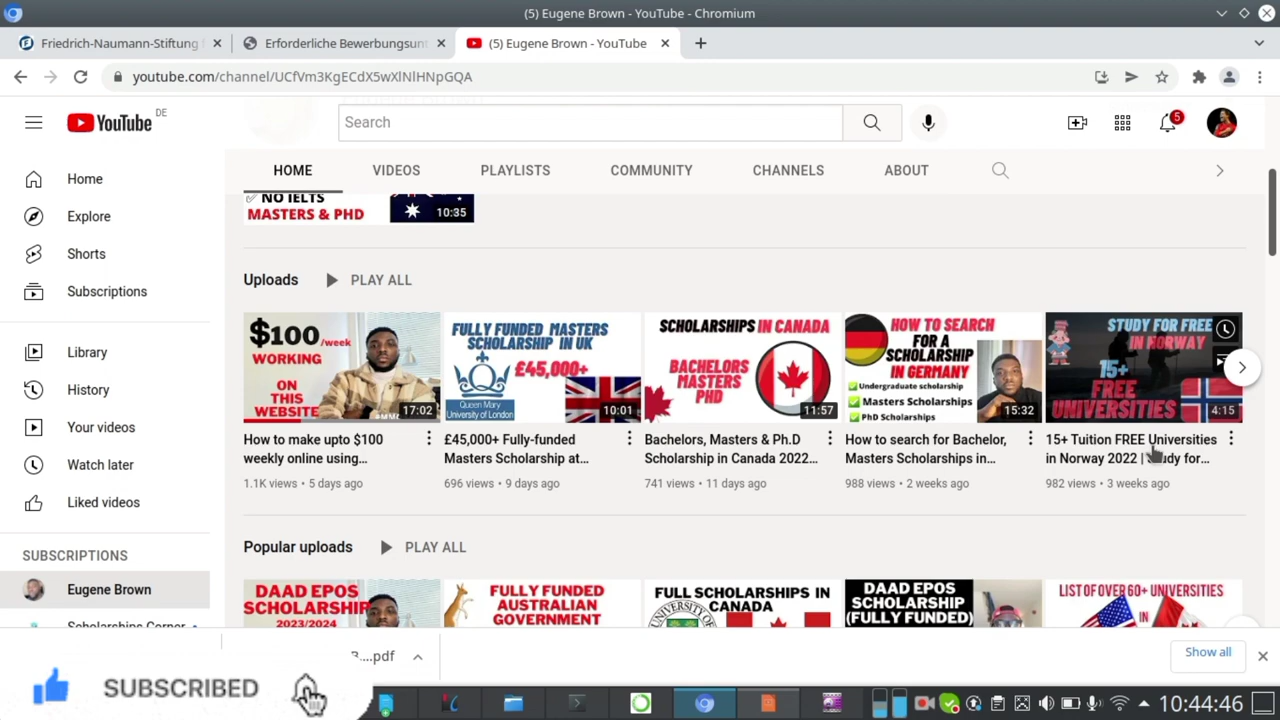 (5) Eugene Brown - YouTube - Chromium
Friedrich-Naumann-Stiftung f
Erforderliche Bewerbungsunt
(5) Eugene Brown - YouTube
youtube.com/channel/UCfVm3KgECdX5wXlNlHNpGQA
YouTube DE
Search
5
HOME VIDEOS PLAYLISTS COMMUNITY CHANNELS ABOUT
Home
Explore
Shorts
Subscriptions
Library
History
Your videos
Watch later
Liked videos
SUBSCRIPTIONS
Eugene Brown
Scholarships Corner
NO IELTS
MASTERS & PHD
10:35
Uploads PLAY ALL
$100/week
WORKING
ON
THIS
WEBSITE
17:02
How to make upto $100
weekly online using...
1.1K views • 5 days ago
FULLY FUNDED MASTERS
SCHOLARSHIP IN UK
£45,000+
Queen Mary
University of London
10:01
£45,000+ Fully-funded
Masters Scholarship at...
696 views • 9 days ago
SCHOLARSHIPS IN CANADA
BACHELORS
MASTERS
PHD
11:57
Bachelors, Masters & Ph.D
Scholarship in Canada 2022...
741 views • 11 days ago
HOW TO SEARCH
FOR A
SCHOLARSHIP
IN GERMANY
Undergraduate scholarship
Masters Scholarships
PhD Scholarships
15:32
How to search for Bachelor,
Masters Scholarships in...
988 views • 2 weeks ago
STUDY FOR FREE
IN NORWAY
15+
FREE
UNIVERSITIES
4:15
15+ Tuition FREE Universities
in Norway 2022 | Study for...
982 views • 3 weeks ago
Popular uploads PLAY ALL
DAAD EPOS
SCHOLARSHIP
2023/2024
FULLY FUNDED
AUSTRALIAN
GOVERNMENT
FULL SCHOLARSHIPS IN
CANADA
DAAD EPOS
SCHOLARSHIP
(FULLY FUNDED)
LIST OF OVER 60+ UNIVERSITIES
IN
B....pdf
Show all
SUBSCRIBED
10:44:46